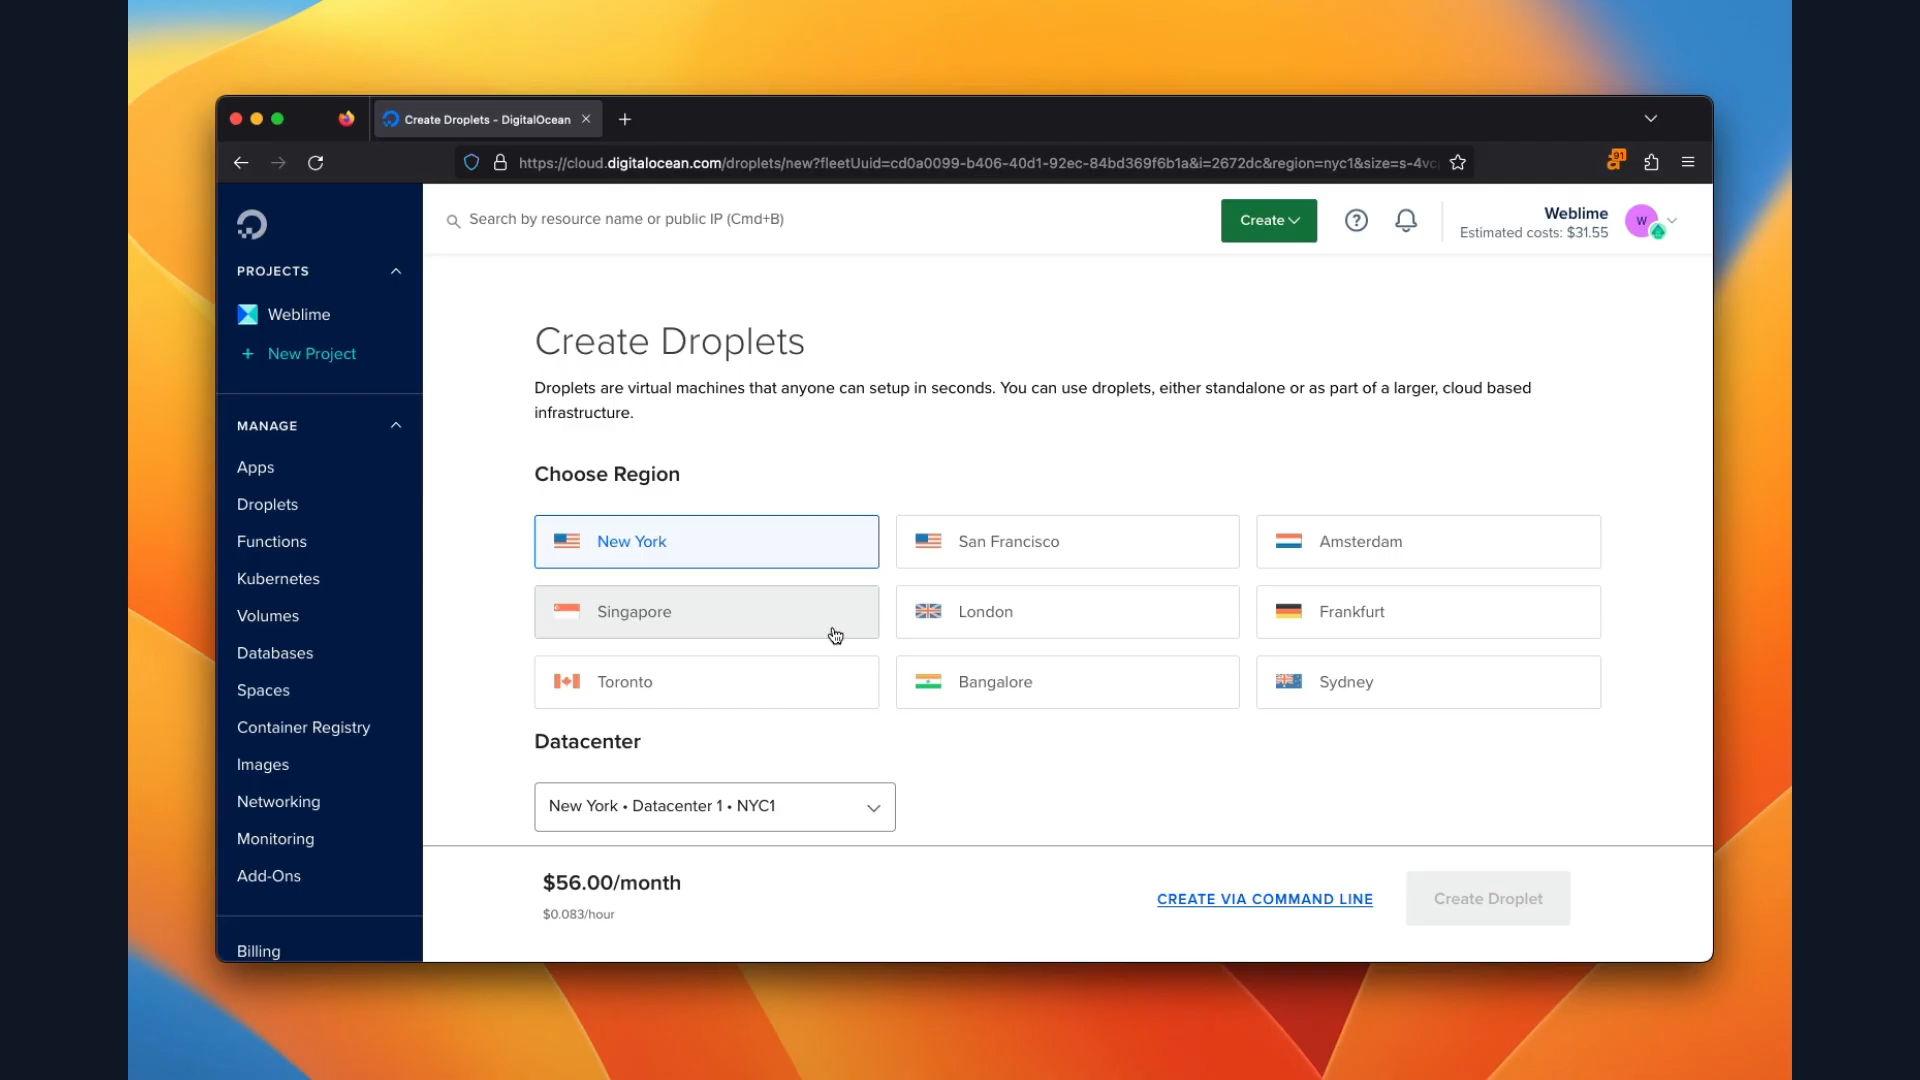 Create Droplets - DigitalOcean
https://cloud.digitalocean.com/droplets/new?fleetUuid=cd0a0099-b406-40d1-92ec-84bd369f6b1a&i=2672dc&region=nyc1&size=s-4vc
91
Search by resource name or public IP (Cmd+B)
Create
Weblime
Estimated costs: $31.55
W
PROJECTS
Weblime
+ New Project
MANAGE
Apps
Droplets
Functions
Kubernetes
Volumes
Databases
Spaces
Container Registry
Images
Networking
Monitoring
Add-Ons
Billing
Create Droplets
Droplets are virtual machines that anyone can setup in seconds. You can use droplets, either standalone or as part of a larger, cloud based
infrastructure.
Choose Region
New York
San Francisco
Amsterdam
Singapore
London
Frankfurt
Toronto
Bangalore
Sydney
Datacenter
New York • Datacenter 1 • NYC1
$56.00/month
$0.083/hour
CREATE VIA COMMAND LINE
Create Droplet